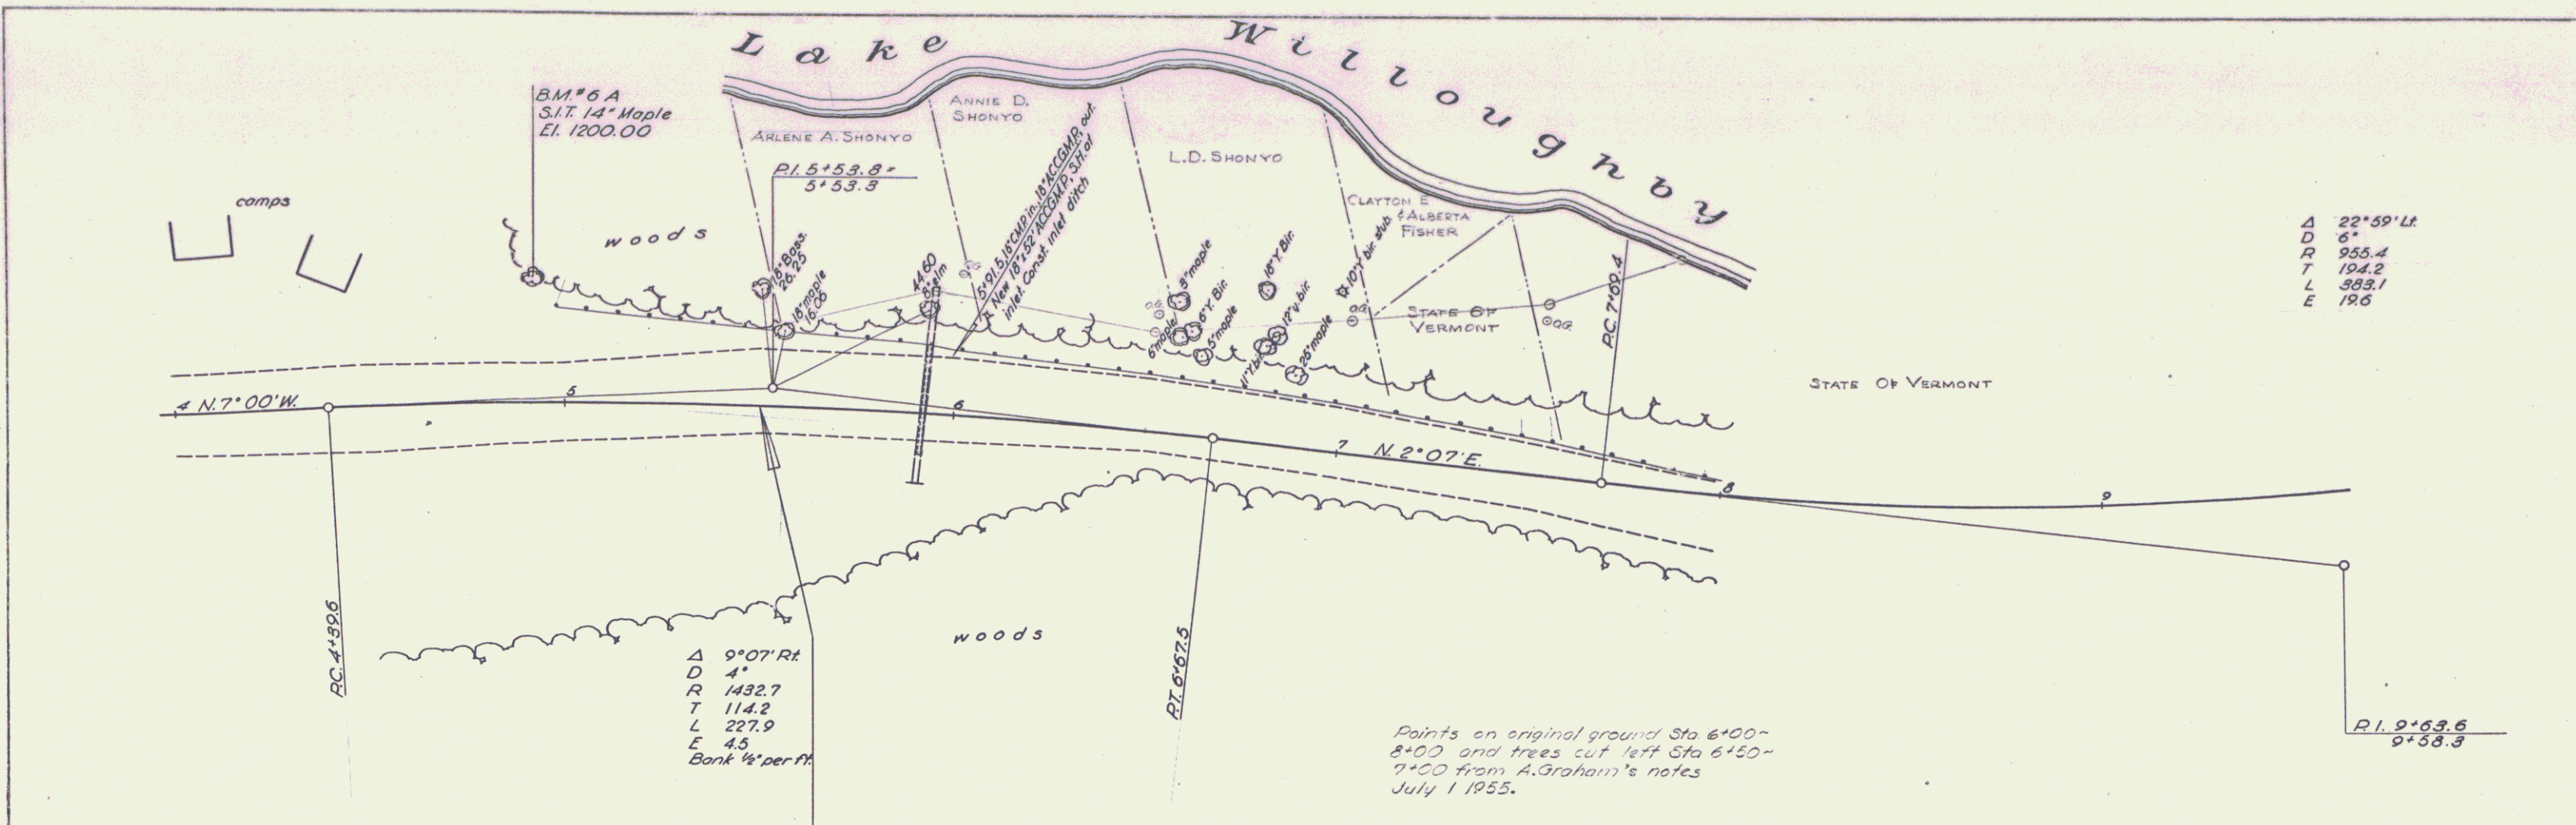 Lake Willoughby
B.M.#6 A
S.I.T. 14" Maple
El. 1200.00
ARLENE A. SHONYO
ANNIE D.
SHONYO
L.D. SHONYO
CLAYTON E
& ALBERTA
FISHER
STATE OF
VERMONT
STATE OF VERMONT
camps
woods
P.I. 5+53.8=
5+53.3
18" Bass.
26.25
18" maple
16.06
44.60
8" elm
5+91.5, 18" C.M.P. in, 18" ACCGMP. out.
New 18"x52' ACCGMP., S.H. at
inlet. Const. inlet ditch
O.G.
3" maple
6" Y. Bir.
5" maple
6" maple
O.G.
18" Y. Bir.
12" y. bir.
11" Y. bir.
26" maple
10" Y. bir. stub.
O.G.
O.G.
P.C. 7+69.4
Δ 22°59' Lt.
D 6°
R 955.4
T 194.2
L 383.1
E 19.6
4 N. 7°00' W.
5
6
7 N. 2°07' E.
8
9
P.C. 4+39.6
Δ 9°07' Rt.
D 4°
R 1432.7
T 114.2
L 227.9
E 4.5
Bank ½" per ft.
woods
P.T. 6+67.5
Points on original ground Sta. 6+00~
8+00 and trees cut left Sta 6+50~
7+00 from A. Graham's notes
July 1 1955.
P.I. 9+63.6
9+58.3